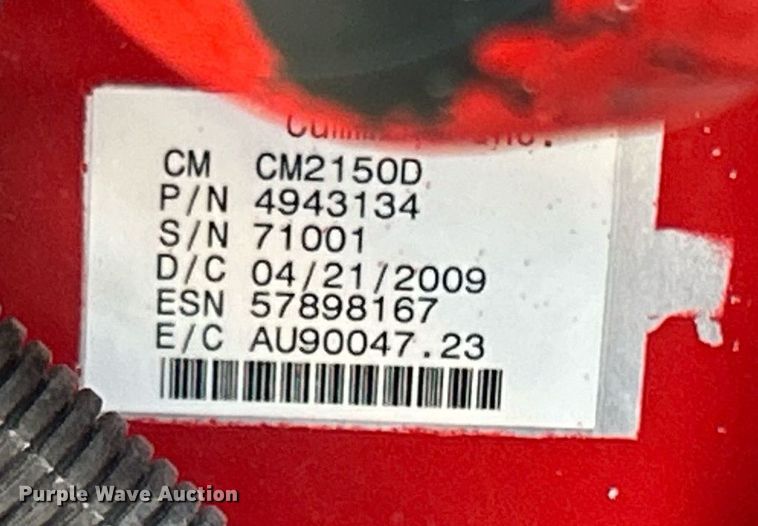 CM CM2150D
P/N 4943134
S/N 71001
D/C 04/21/2009
ESN 57898167
E/C AU90047.23
Purple Wave Auction